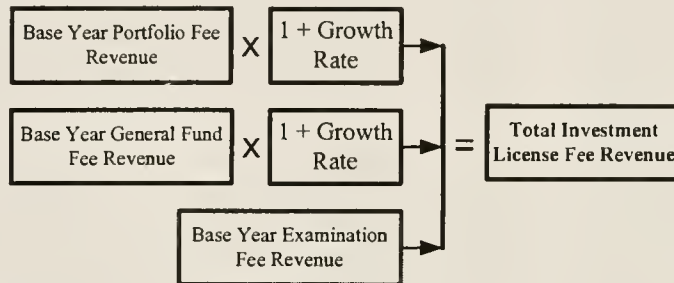 Base Year Portfolio Fee
Revenue
X
1 + Growth
Rate
Base Year General Fund
Fee Revenue
X
1 + Growth
Rate
=
Total Investment
License Fee Revenue
Base Year Examination
Fee Revenue